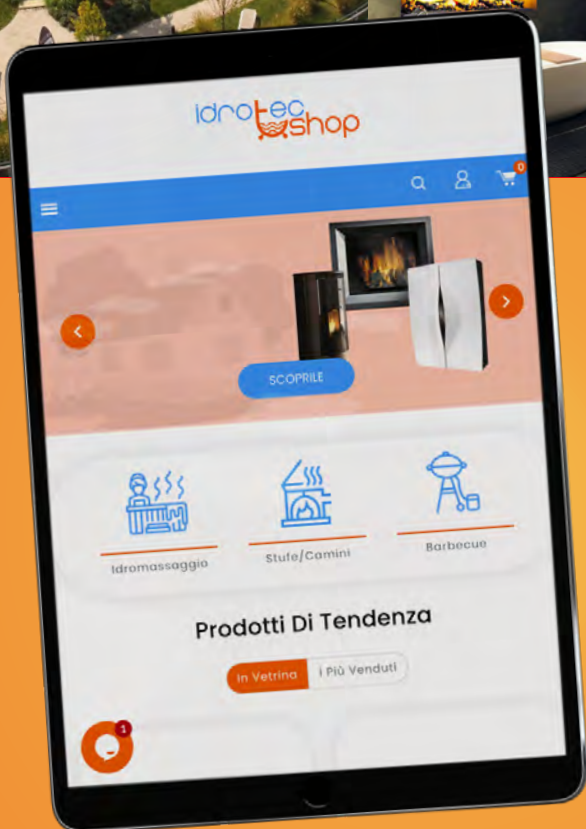 idrotec
shop
0
SCOPRILE
Idromassaggio
Stufe/Camini
Barbecue
Prodotti Di Tendenza
In Vetrina
I Più Venduti
1